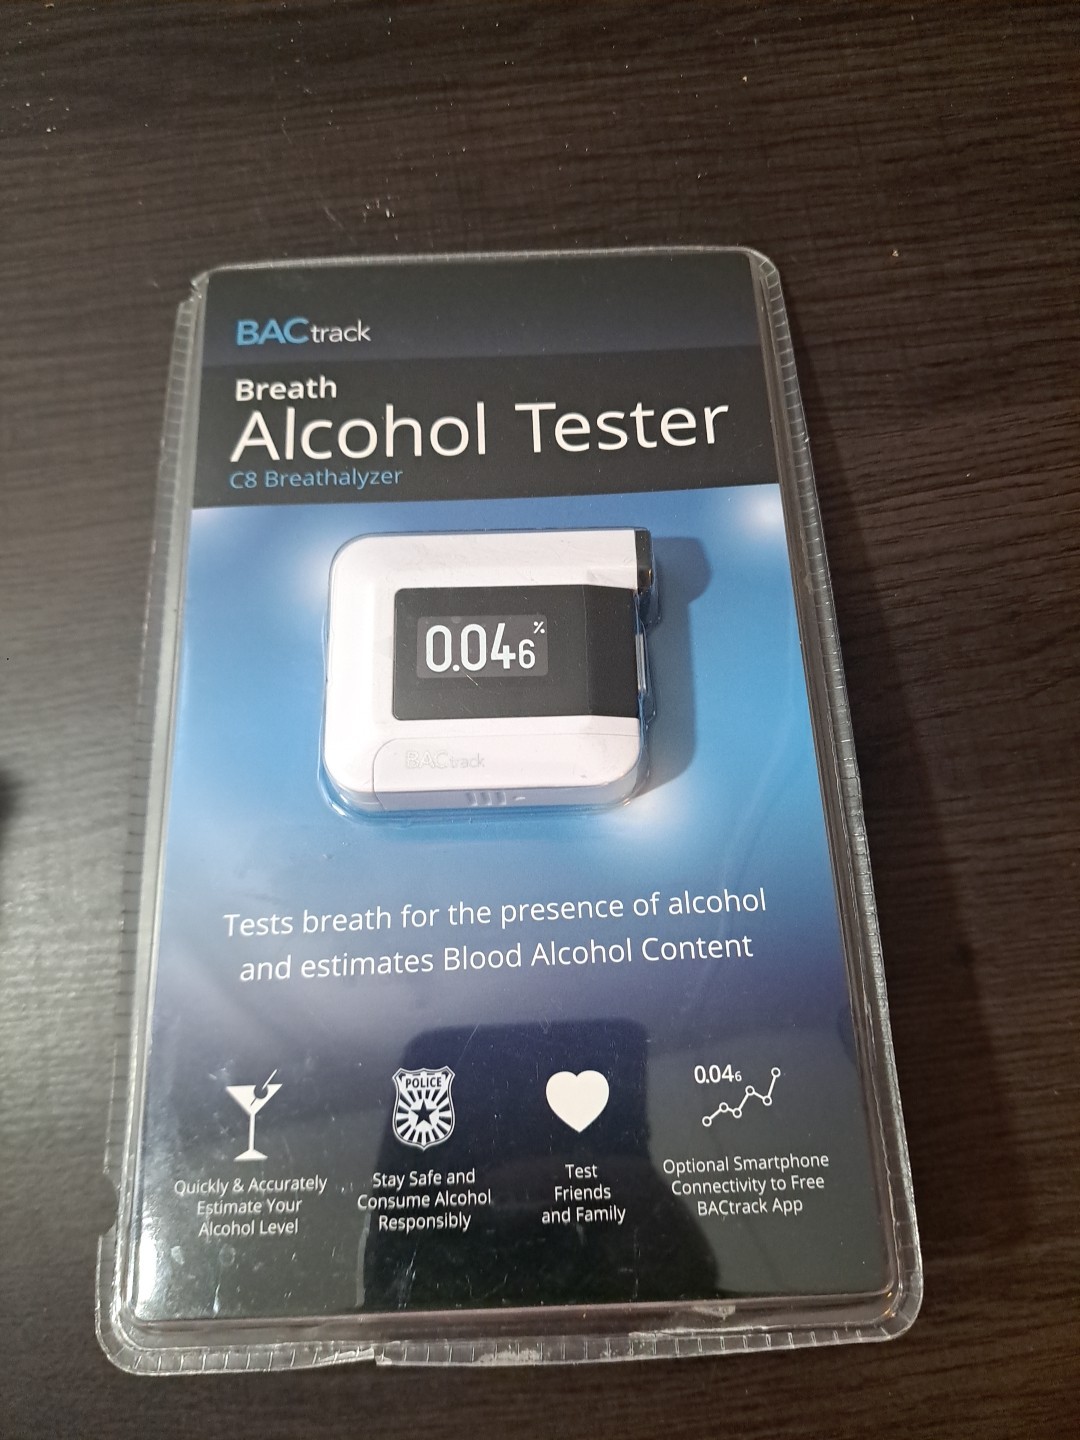 BACtrack
Breath
Alcohol Tester
C8 Breathalyzer
0.046%
BACtrack
Tests breath for the presence of alcohol
and estimates Blood Alcohol Content
Quickly & Accurately
Estimate Your
Alcohol Level
POLICE
Stay Safe and
Consume Alcohol
Responsibly
Test
Friends
and Family
0.046
Optional Smartphone
Connectivity to Free
BACtrack App